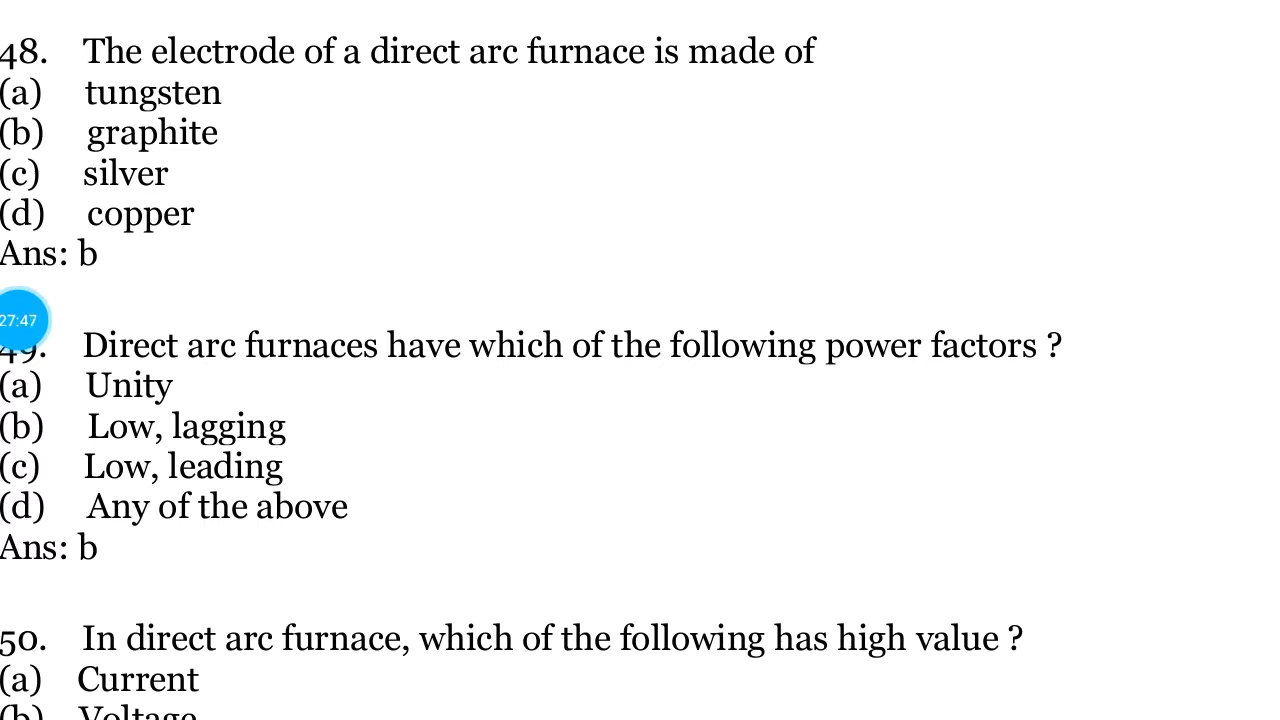 48. The electrode of a direct arc furnace is made of
(a) tungsten
(b) graphite
(c) silver
(d) copper
Ans: b
27:47
49. Direct arc furnaces have which of the following power factors ?
(a) Unity
(b) Low, lagging
(c) Low, leading
(d) Any of the above
Ans: b
50. In direct arc furnace, which of the following has high value ?
(a) Current
(b) Voltage